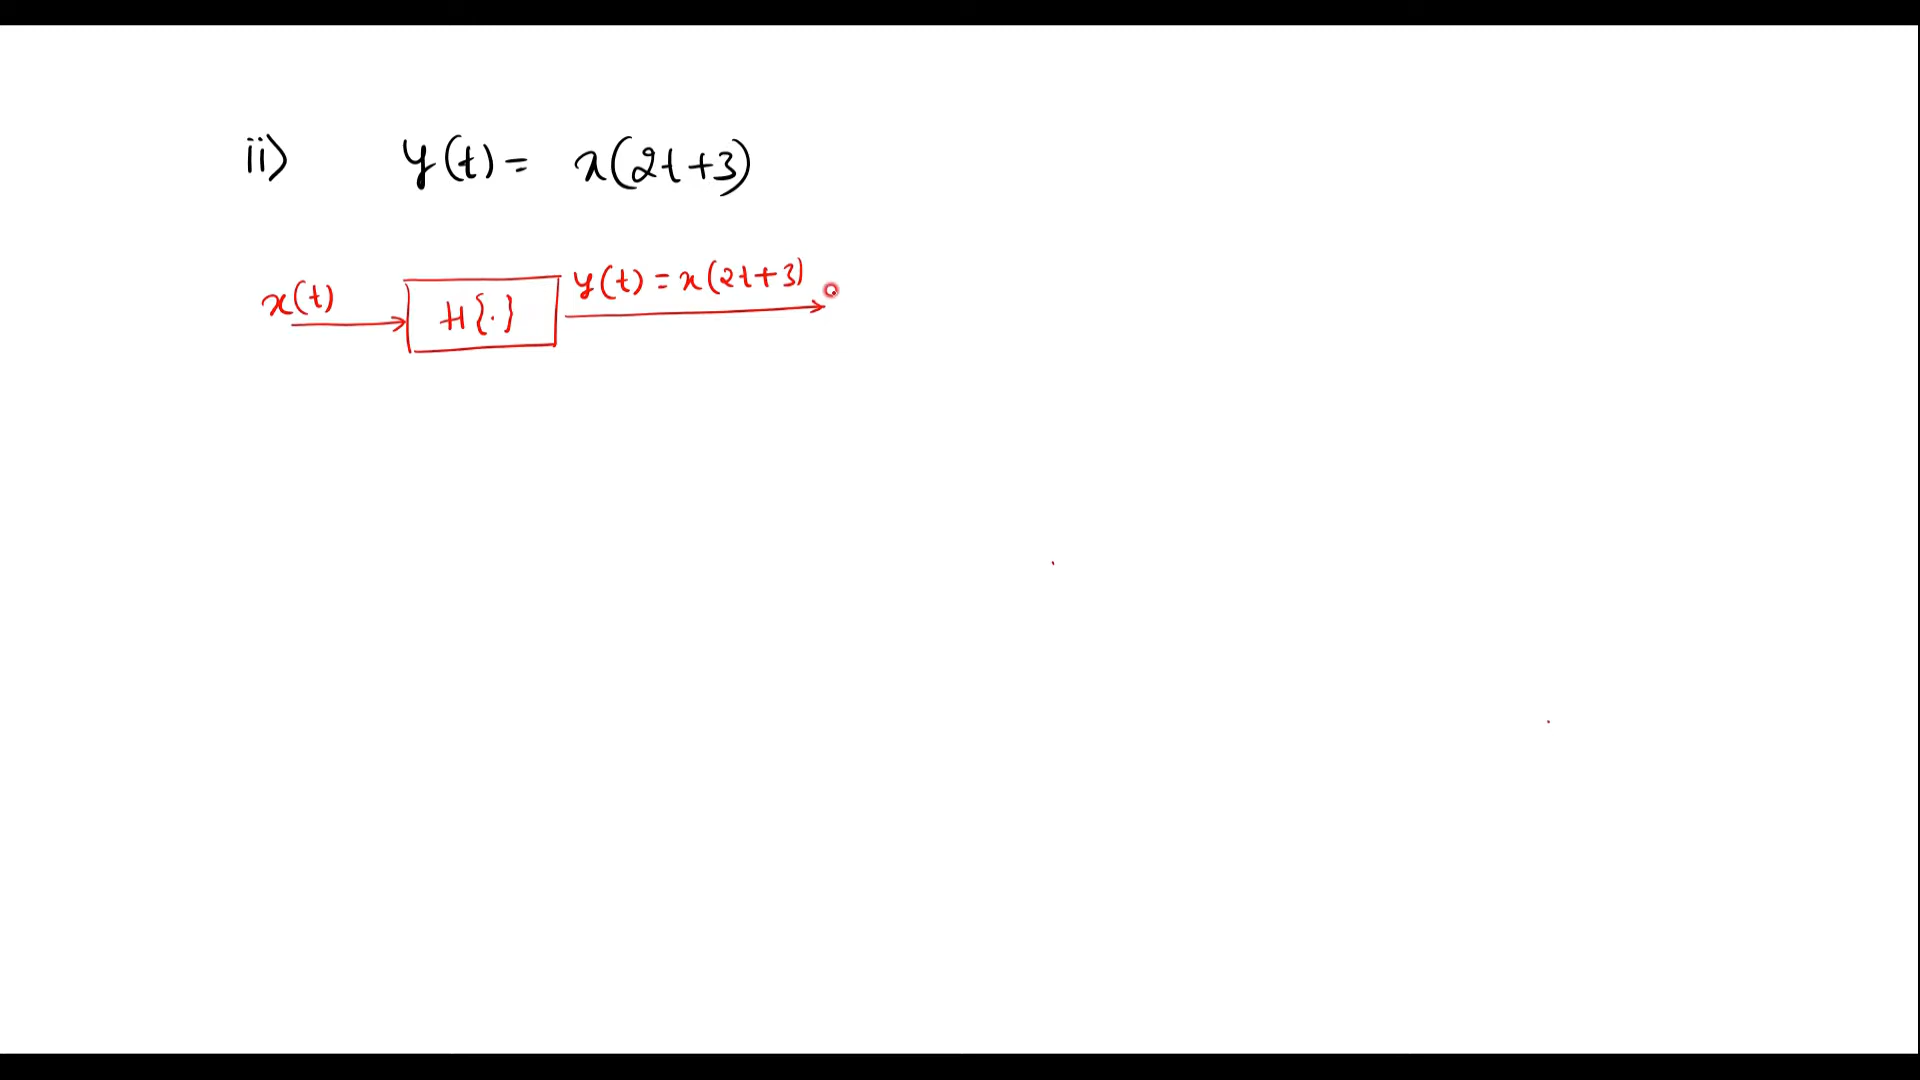 ii) y(t) = x(2t+3)
y(t) = x(2t+3)
x(t) H{·}